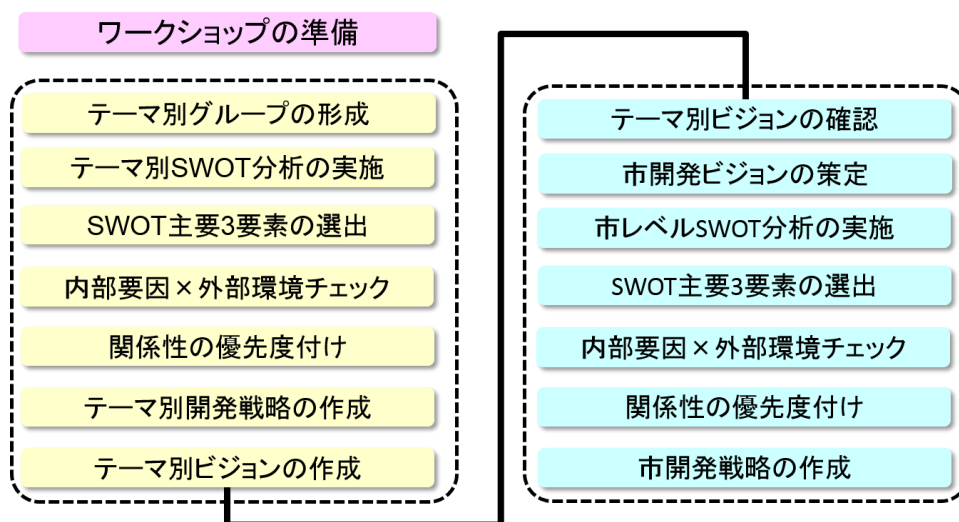 ワークショップの準備
テーマ別グループの形成
テーマ別SWOT分析の実施
SWOT主要3要素の選出
内部要因×外部環境チェック
関係性の優先度付け
テーマ別開発戦略の作成
テーマ別ビジョンの作成
テーマ別ビジョンの確認
市開発ビジョンの策定
市レベルSWOT分析の実施
SWOT主要3要素の選出
内部要因×外部環境チェック
関係性の優先度付け
市開発戦略の作成